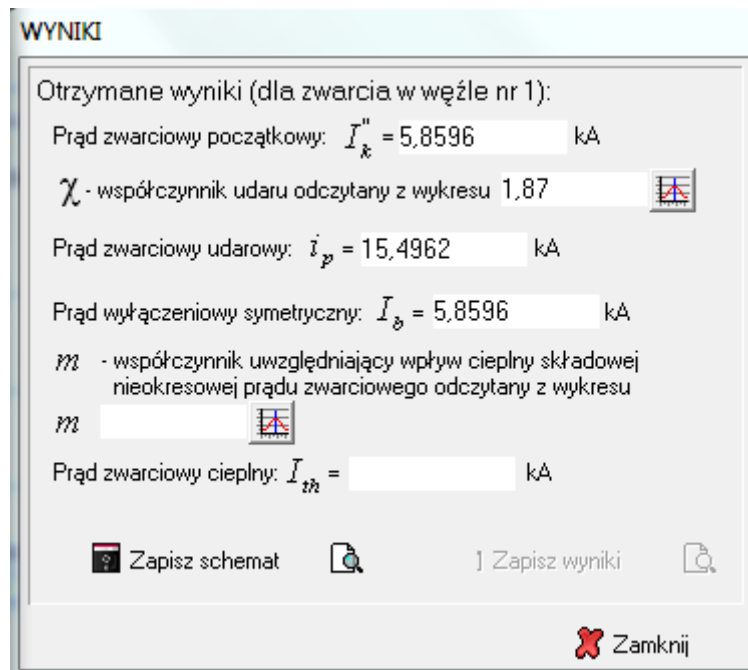 WYNIKI
Otrzymane wyniki (dla zwarcia w węźle nr 1):
Prąd zwarciowy początkowy: I"k = 5,8596 kA
χ - współczynnik udaru odczytany z wykresu 1,87
Prąd zwarciowy udarowy: ip = 15,4962 kA
Prąd wyłączeniowy symetryczny: Ib = 5,8596 kA
m - współczynnik uwzględniający wpływ cieplny składowej
nieokresowej prądu zwarciowego odczytany z wykresu
m
Prąd zwarciowy cieplny: Ith = kA
Zapisz schemat ] Zapisz wyniki
Zamknij